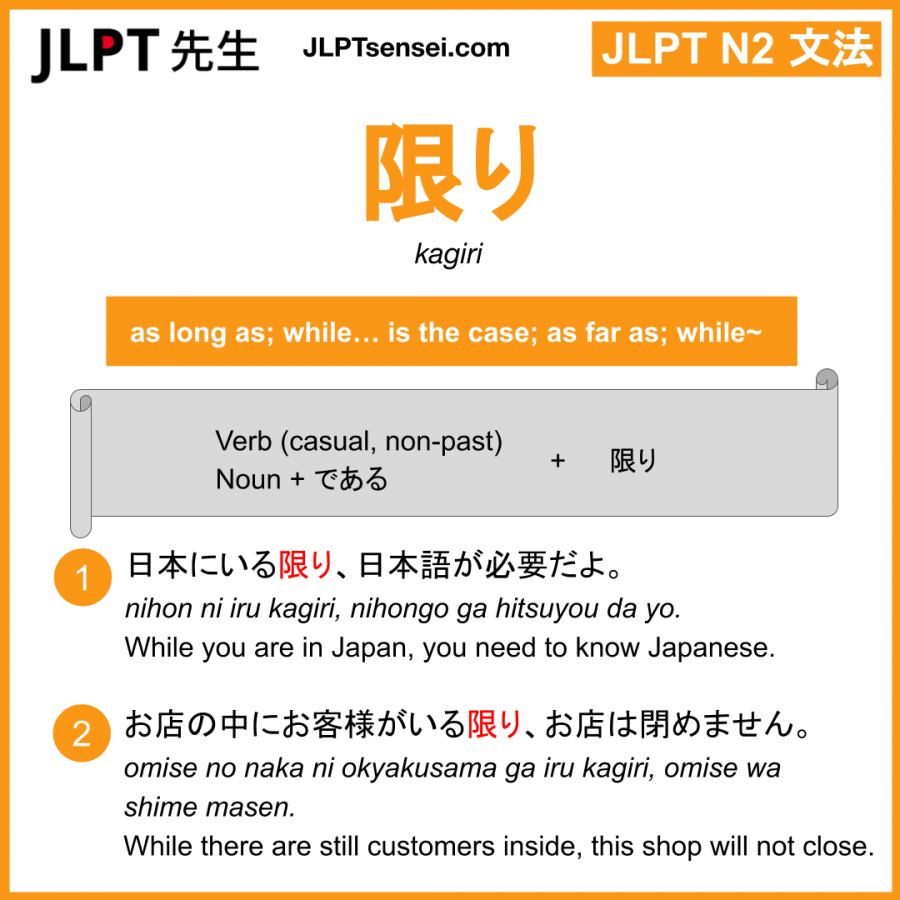 JLPT 先生
JLPTsensei.com
JLPT N2 文法
限り
kagiri
as long as; while… is the case; as far as; while~
Verb (casual, non-past)
Noun + である
+ 限り
1 日本にいる限り、日本語が必要だよ。
nihon ni iru kagiri, nihongo ga hitsuyou da yo.
While you are in Japan, you need to know Japanese.
2 お店の中にお客様がいる限り、お店は閉めません。
omise no naka ni okyakusama ga iru kagiri, omise wa
shime masen.
While there are still customers inside, this shop will not close.